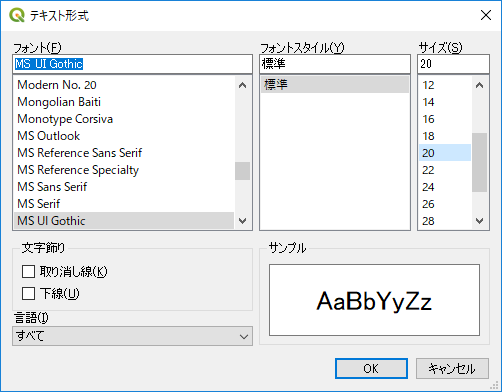 テキスト形式
フォント(F)
フォントスタイル(Y)
サイズ(S)
MS UI Gothic
標準
20
Modern No. 20
Mongolian Baiti
Monotype Corsiva
MS Outlook
MS Reference Sans Serif
MS Reference Specialty
MS Sans Serif
MS Serif
MS UI Gothic
標準
12
14
16
18
20
22
24
26
28
文字飾り
取り消し線(K)
下線(U)
言語(I)
すべて
サンプル
AaBbYyZz
OK
キャンセル